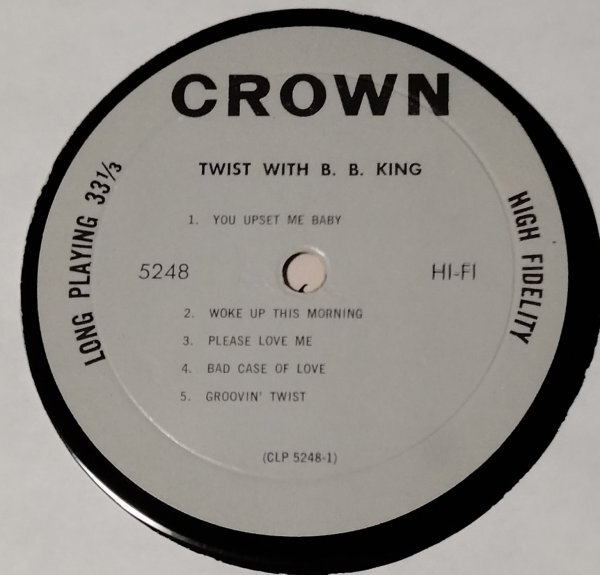 CROWN
TWIST WITH B. B. KING
1. YOU UPSET ME BABY
LONG PLAYING 33⅓
5248
HI-FI
HIGH FIDELITY
2. WOKE UP THIS MORNING
3. PLEASE LOVE ME
4. BAD CASE OF LOVE
5. GROOVIN' TWIST
(CLP 5248-1)